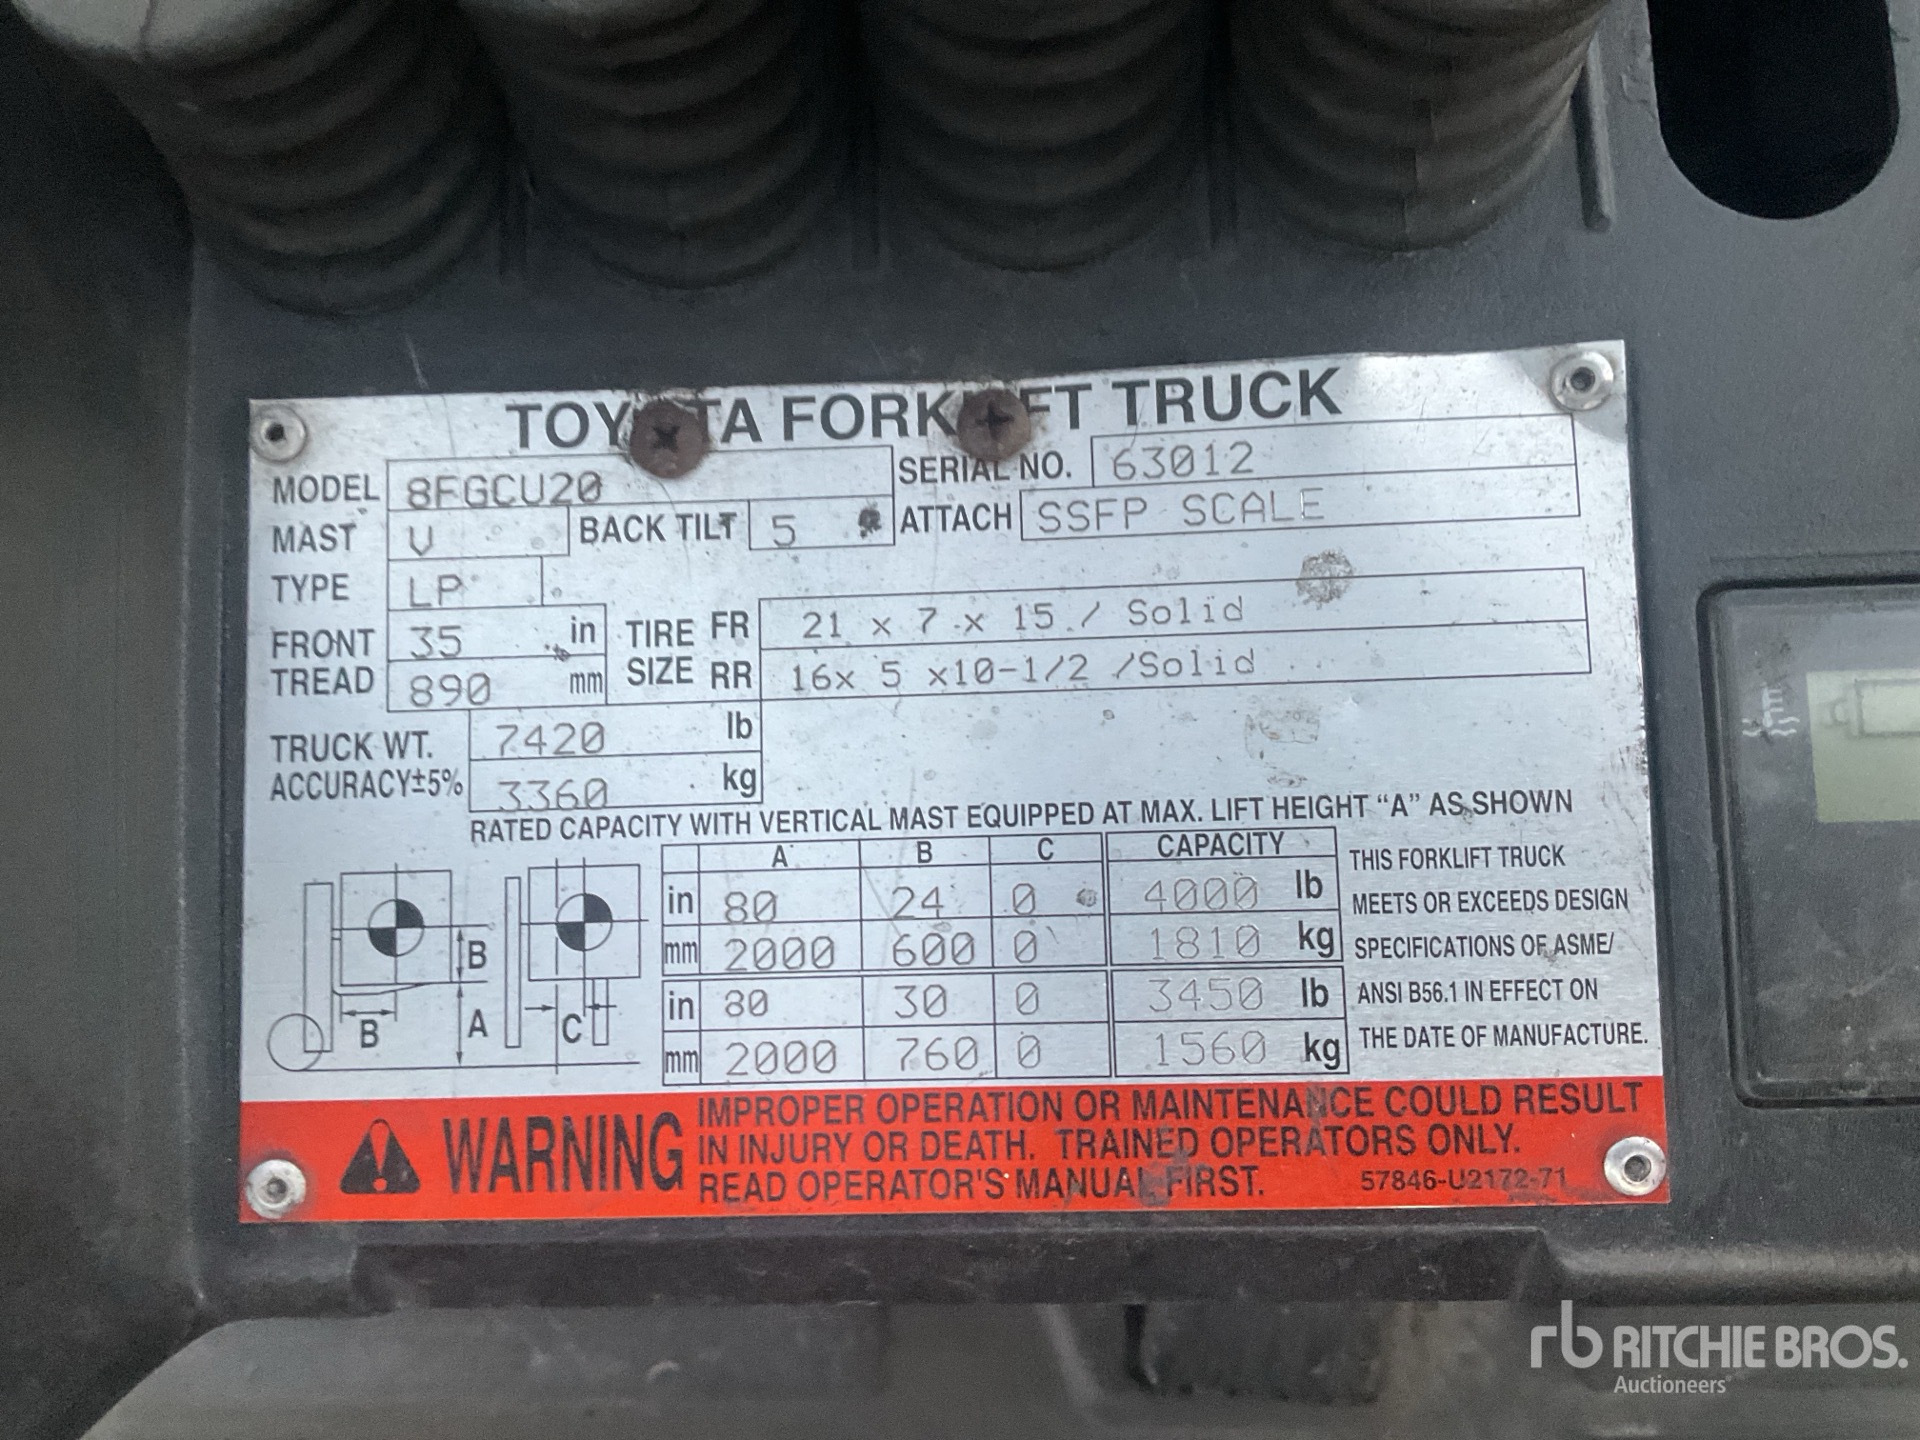 TOYOTA FORKLIFT TRUCK
MODEL 8FGCU20 SERIAL NO. 63012
MAST V BACK TILT 5 ATTACH SSFP SCALE
TYPE LP
FRONT TREAD 35 in TIRE SIZE FR 21 x 7 x 15 / Solid
890 mm RR 16x 5 x10-1/2 /Solid
TRUCK WT. 7420 lb
ACCURACY±5% 3360 kg
RATED CAPACITY WITH VERTICAL MAST EQUIPPED AT MAX. LIFT HEIGHT “A” AS SHOWN
A B C CAPACITY
in 80 24 0 4000 lb
mm 2000 600 0 1810 kg
in 80 30 0 3450 lb
mm 2000 760 0 1560 kg
B
B A C
THIS FORKLIFT TRUCK
MEETS OR EXCEEDS DESIGN
SPECIFICATIONS OF ASME/
ANSI B56.1 IN EFFECT ON
THE DATE OF MANUFACTURE.
WARNING
IMPROPER OPERATION OR MAINTENANCE COULD RESULT
IN INJURY OR DEATH. TRAINED OPERATORS ONLY.
READ OPERATOR'S MANUAL FIRST. 57846-U2172-71
rb RITCHIE BROS.
Auctioneers